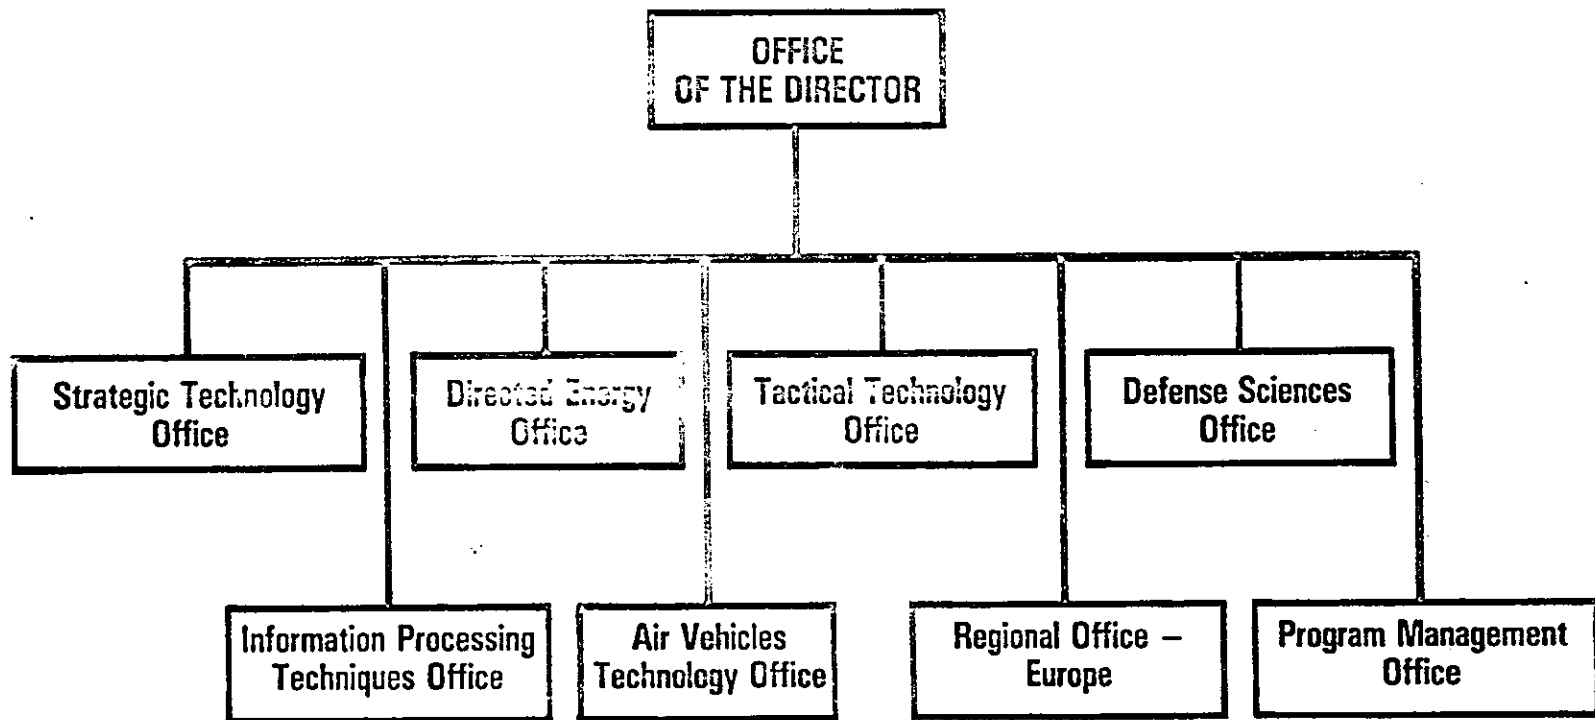 OFFICE
OF THE DIRECTOR
Strategic Technology
Office
Directed Energy
Office
Tactical Technology
Office
Defense Sciences
Office
Information Processing
Techniques Office
Air Vehicles
Technology Office
Regional Office –
Europe
Program Management
Office